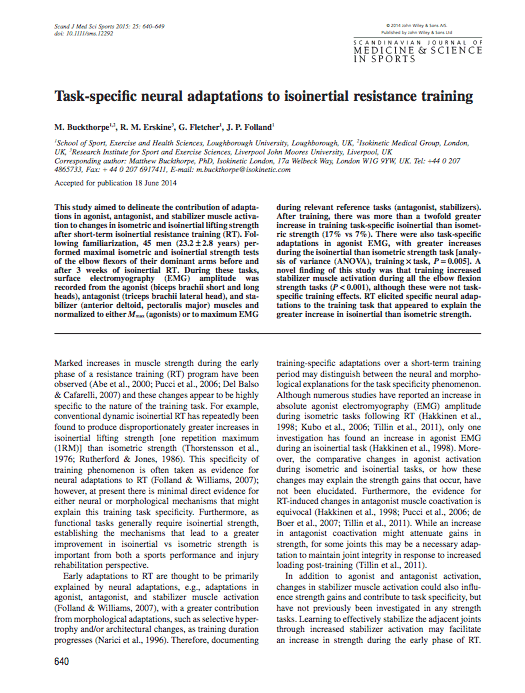 Scand J Med Sci Sports 2015: 25: 640–649
doi: 10.1111/sms.12292
© 2014 John Wiley & Sons A/S.
Published by John Wiley & Sons Ltd
SCANDINAVIAN JOURNAL OF
MEDICINE & SCIENCE
IN SPORTS
Task-specific neural adaptations to isoinertial resistance training
M. Buckthorpe1,2, R. M. Erskine3, G. Fletcher1, J. P. Folland1
1School of Sport, Exercise and Health Sciences, Loughborough University, Loughborough, UK, 2Isokinetic Medical Group, London,
UK, 3Research Institute for Sport and Exercise Sciences, Liverpool John Moores University, Liverpool, UK
Corresponding author: Matthew Buckthorpe, PhD, Isokinetic London, 17a Welbeck Way, London W1G 9YW, UK. Tel: +44 0 207
4865733, Fax: + 44 0 207 6917411, E-mail: m.buckthorpe@isokinetic.com
Accepted for publication 18 June 2014
This study aimed to delineate the contribution of adapta-
tions in agonist, antagonist, and stabilizer muscle activa-
tion to changes in isometric and isoinertial lifting strength
after short-term isoinertial resistance training (RT). Fol-
lowing familiarization, 45 men (23.2 ± 2.8 years) per-
formed maximal isometric and isoinertial strength tests
of the elbow flexors of their dominant arms before and
after 3 weeks of isoinertial RT. During these tasks,
surface electromyography (EMG) amplitude was
recorded from the agonist (biceps brachii short and long
heads), antagonist (triceps brachii lateral head), and sta-
bilizer (anterior deltoid, pectoralis major) muscles and
normalized to either Mmax (agonists) or to maximum EMG
during relevant reference tasks (antagonist, stabilizers).
After training, there was more than a twofold greater
increase in training task-specific isoinertial than isomet-
ric strength (17% vs 7%). There were also task-specific
adaptations in agonist EMG, with greater increases
during the isoinertial than isometric strength task [analy-
sis of variance (ANOVA), training × task, P = 0.005]. A
novel finding of this study was that training increased
stabilizer muscle activation during all the elbow flexion
strength tasks (P < 0.001), although these were not task-
specific training effects. RT elicited specific neural adap-
tations to the training task that appeared to explain the
greater increase in isoinertial than isometric strength.
Marked increases in muscle strength during the early
phase of a resistance training (RT) program have been
observed (Abe et al., 2000; Pucci et al., 2006; Del Balso
& Cafarelli, 2007) and these changes appear to be highly
specific to the nature of the training task. For example,
conventional dynamic isoinertial RT has repeatedly been
found to produce disproportionately greater increases in
isoinertial lifting strength [one repetition maximum
(1RM)] than isometric strength (Thorstensson et al.,
1976; Rutherford & Jones, 1986). This specificity of
training phenomenon is often taken as evidence for
neural adaptations to RT (Folland & Williams, 2007);
however, at present there is minimal direct evidence for
either neural or morphological mechanisms that might
explain this training task specificity. Furthermore, as
functional tasks generally require isoinertial strength,
establishing the mechanisms that lead to a greater
improvement in isoinertial vs isometric strength is
important from both a sports performance and injury
rehabilitation perspective.
Early adaptations to RT are thought to be primarily
explained by neural adaptations, e.g., adaptations in
agonist, antagonist, and stabilizer muscle activation
(Folland & Williams, 2007), with a greater contribution
from morphological adaptations, such as selective hyper-
trophy and/or architectural changes, as training duration
progresses (Narici et al., 1996). Therefore, documenting
training-specific adaptations over a short-term training
period may distinguish between the neural and morpho-
logical explanations for the task specificity phenomenon.
Although numerous studies have reported an increase in
absolute agonist electromyography (EMG) amplitude
during isometric tasks following RT (Hakkinen et al.,
1998; Kubo et al., 2006; Tillin et al., 2011), only one
investigation has found an increase in agonist EMG
during an isoinertial task (Hakkinen et al., 1998). More-
over, the comparative changes in agonist activation
during isometric and isoinertial tasks, or how these
changes may explain the strength gains that occur, have
not been elucidated. Furthermore, the evidence for
RT-induced changes in antagonist muscle coactivation is
equivocal (Hakkinen et al., 1998; Pucci et al., 2006; de
Boer et al., 2007; Tillin et al., 2011). While an increase
in antagonist coactivation might attenuate gains in
strength, for some joints this may be a necessary adap-
tation to maintain joint integrity in response to increased
loading post-training (Tillin et al., 2011).
In addition to agonist and antagonist activation,
changes in stabilizer muscle activation could also influ-
ence strength gains and contribute to task specificity, but
have not previously been investigated in any strength
tasks. Learning to effectively stabilize the adjacent joints
through increased stabilizer activation may facilitate
an increase in strength during the early phase of RT.
640